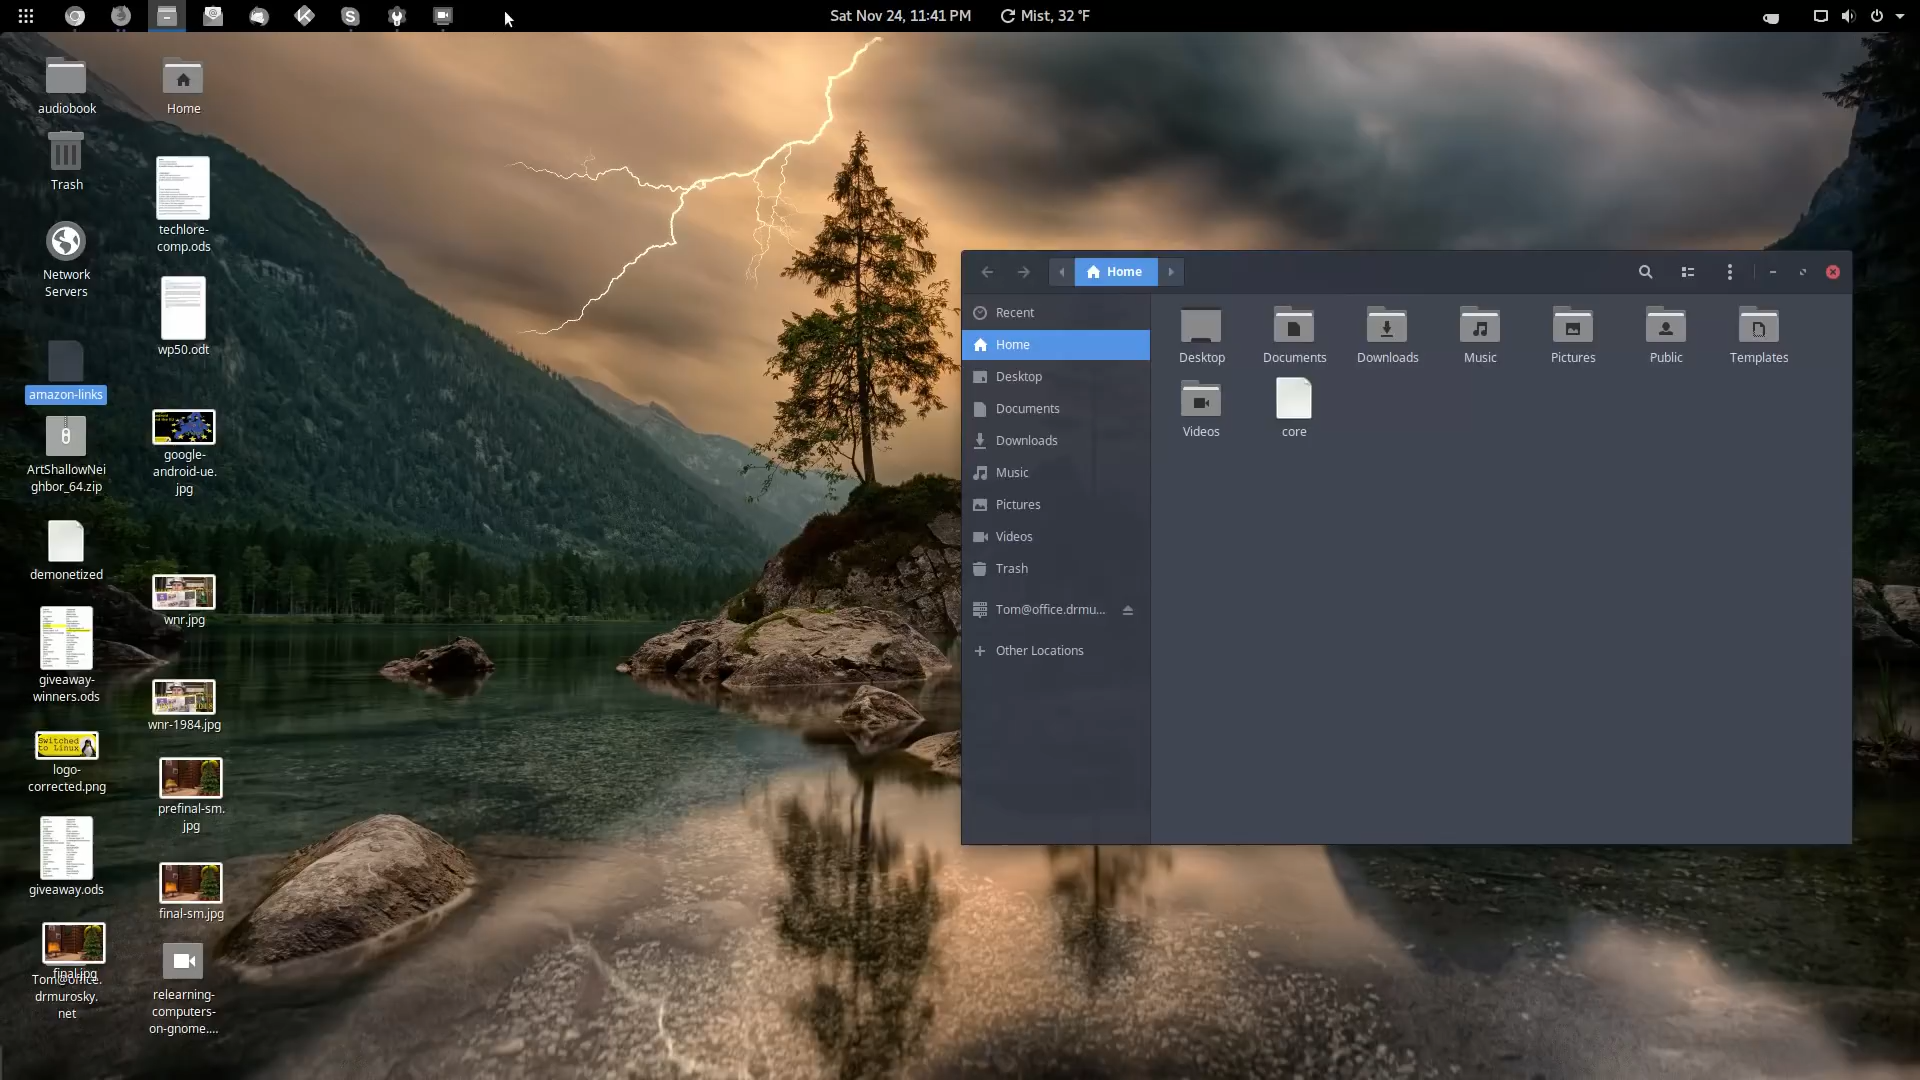 Sat Nov 24, 11:41 PM
Mist, 32 °F
audiobook
Home
Trash
techlore-
comp.ods
Network
Servers
wp50.odt
amazon-links
ArtShallowNei
ghbor_64.zip
google-
android-ue.
jpg
demonetized
wnr.jpg
giveaway-
winners.ods
wnr-1984.jpg
Switched
to Linux
logo-
corrected.png
prefinal-sm.
jpg
giveaway.ods
final-sm.jpg
final.jpg
Tom@office.
drmurosky.
net
relearning-
computers-
on-gnome....
Home
Recent
Home
Desktop
Documents
Downloads
Music
Pictures
Videos
Trash
Tom@office.drmu...
Other Locations
Desktop
Documents
Downloads
Music
Pictures
Public
Templates
Videos
core